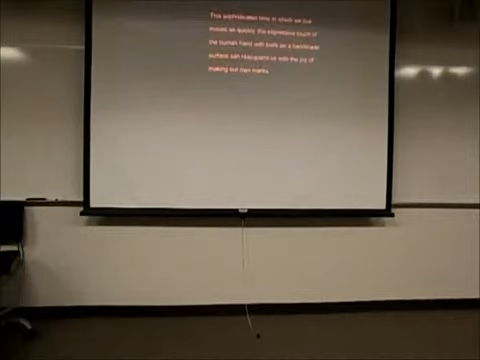 This sophisticated time in which we live
moves so quickly, the expressive touch of
the human hand with tools on a handmade
surface can reacquaint us with the joy of
making our own marks.